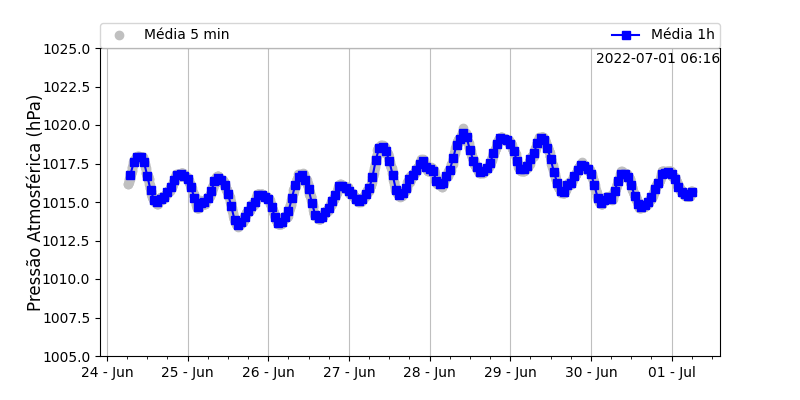 Média 5 min
Média 1h
2022-07-01 06:16
Pressão Atmosférica (hPa)
1025.0
1022.5
1020.0
1017.5
1015.0
1012.5
1010.0
1007.5
1005.0
24 - Jun
25 - Jun
26 - Jun
27 - Jun
28 - Jun
29 - Jun
30 - Jun
01 - Jul